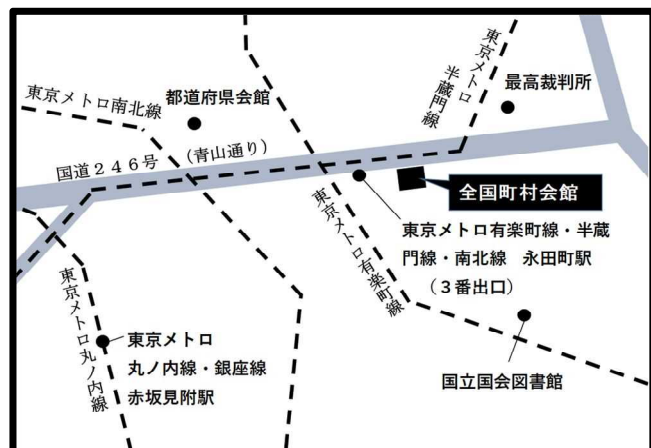 東京メトロ南北線
都道府県会館
東京メトロ
半蔵門線
最高裁判所
国道246号 (青山通り)
全国町村会館
東京メトロ有楽町線・半蔵
門線・南北線 永田町駅
(3番出口)
東京メトロ有楽町線
東京メトロ丸ノ内線
東京メトロ
丸ノ内線・銀座線
赤坂見附駅
国立国会図書館